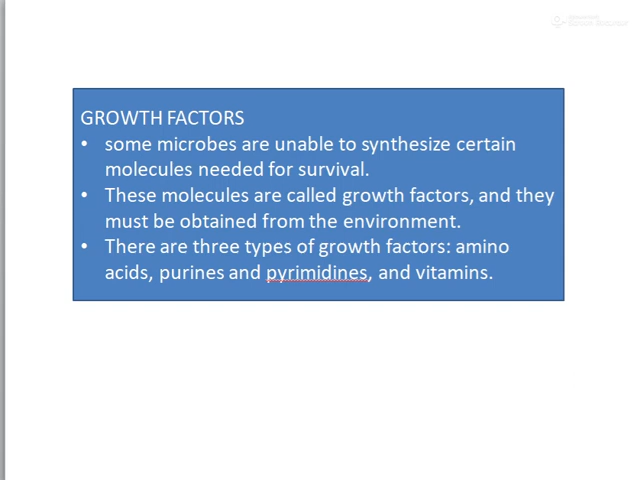 GROWTH FACTORS
• some microbes are unable to synthesize certain
molecules needed for survival.
• These molecules are called growth factors, and they
must be obtained from the environment.
• There are three types of growth factors: amino
acids, purines and pyrimidines, and vitamins.